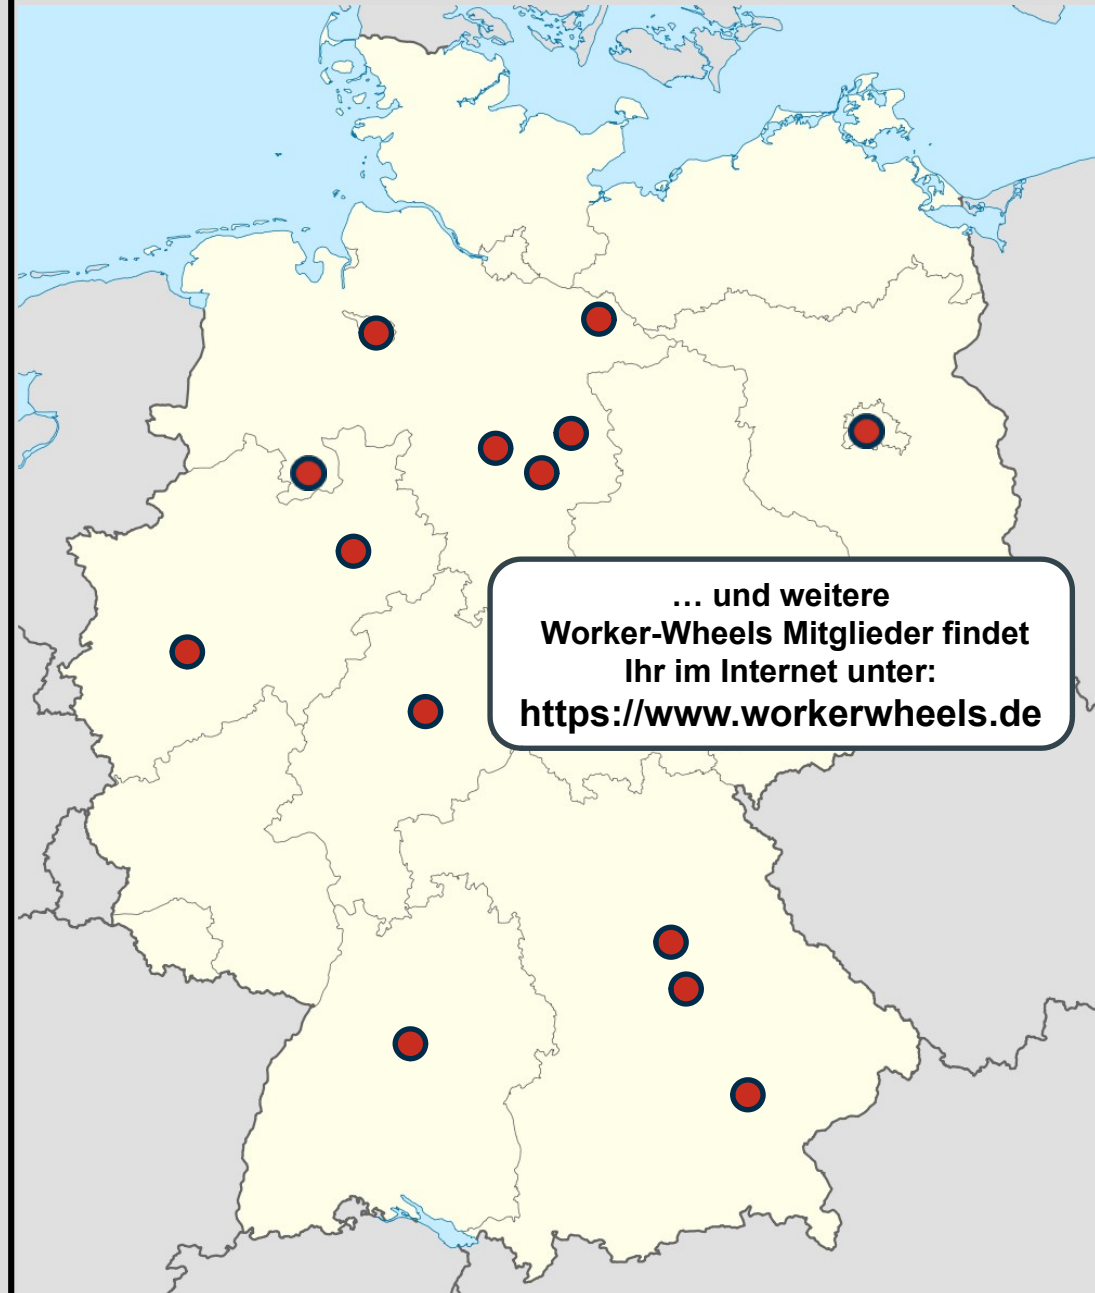 ... und weitere
Worker-Wheels Mitglieder findet
Ihr im Internet unter:
https://www.workerwheels.de